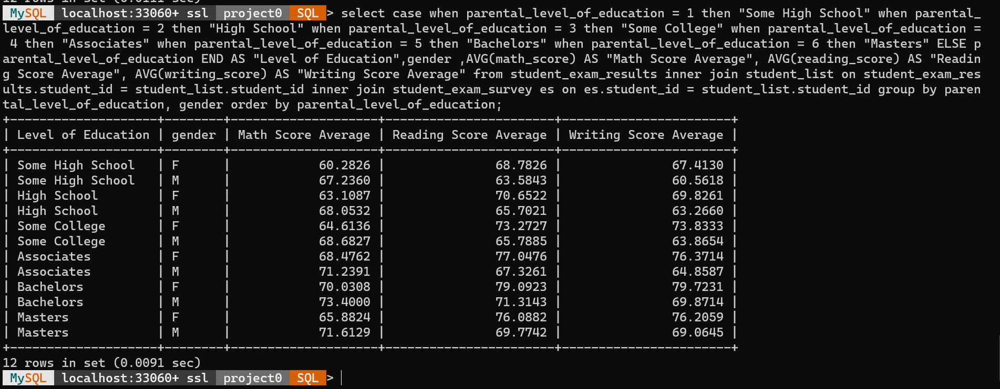 12 rows in set (0.0111 sec)
MySQL localhost:33060+ ssl project0 SQL > select case when parental_level_of_education = 1 then "Some High School" when parental_
level_of_education = 2 then "High School" when parental_level_of_education = 3 then "Some College" when parental_level_of_education =
 4 then "Associates" when parental_level_of_education = 5 then "Bachelors" when parental_level_of_education = 6 then "Masters" ELSE p
arental_level_of_education END AS "Level of Education",gender ,AVG(math_score) AS "Math Score Average", AVG(reading_score) AS "Readin
g Score Average", AVG(writing_score) AS "Writing Score Average" from student_exam_results inner join student_list on student_exam_res
ults.student_id = student_list.student_id inner join student_exam_survey es on es.student_id = student_list.student_id group by paren
tal_level_of_education, gender order by parental_level_of_education;
+--------------------+--------+--------------------+-----------------------+-----------------------+
| Level of Education | gender | Math Score Average | Reading Score Average | Writing Score Average |
+--------------------+--------+--------------------+-----------------------+-----------------------+
| Some High School   | F      |            60.2826 |               68.7826 |               67.4130 |
| Some High School   | M      |            67.2360 |               63.5843 |               60.5618 |
| High School        | F      |            63.1087 |               70.6522 |               69.8261 |
| High School        | M      |            68.0532 |               65.7021 |               63.2660 |
| Some College       | F      |            64.6136 |               73.2727 |               73.8333 |
| Some College       | M      |            68.6827 |               65.7885 |               63.8654 |
| Associates         | F      |            68.4762 |               77.0476 |               76.3714 |
| Associates         | M      |            71.2391 |               67.3261 |               64.8587 |
| Bachelors          | F      |            70.0308 |               79.0923 |               79.7231 |
| Bachelors          | M      |            73.4000 |               71.3143 |               69.8714 |
| Masters            | F      |            65.8824 |               76.0882 |               76.2059 |
| Masters            | M      |            71.6129 |               69.7742 |               69.0645 |
+--------------------+--------+--------------------+-----------------------+-----------------------+
12 rows in set (0.0091 sec)
MySQL localhost:33060+ ssl project0 SQL >